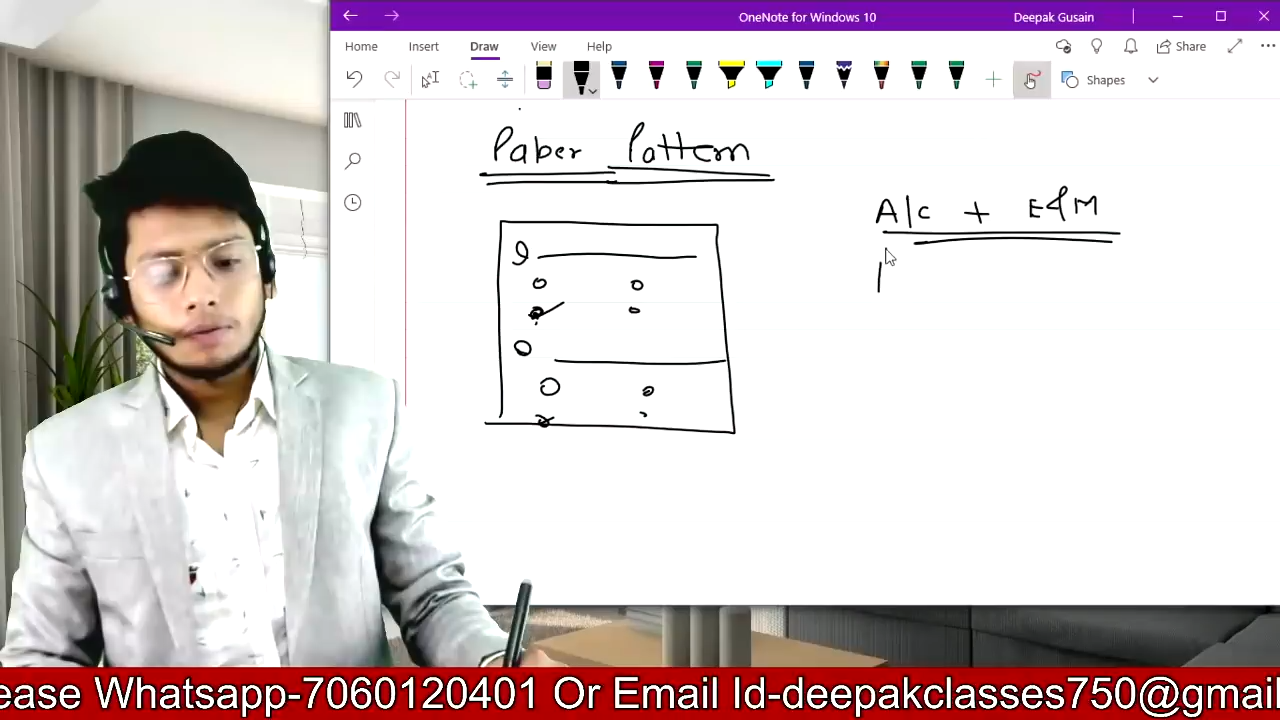 OneNote for Windows 10
Deepak Gusain
Home Insert Draw View Help
Share
Shapes
Paber Pattern
A/c + E&M
ease Whatsapp-7060120401 Or Email Id-deepakclasses750@gmail